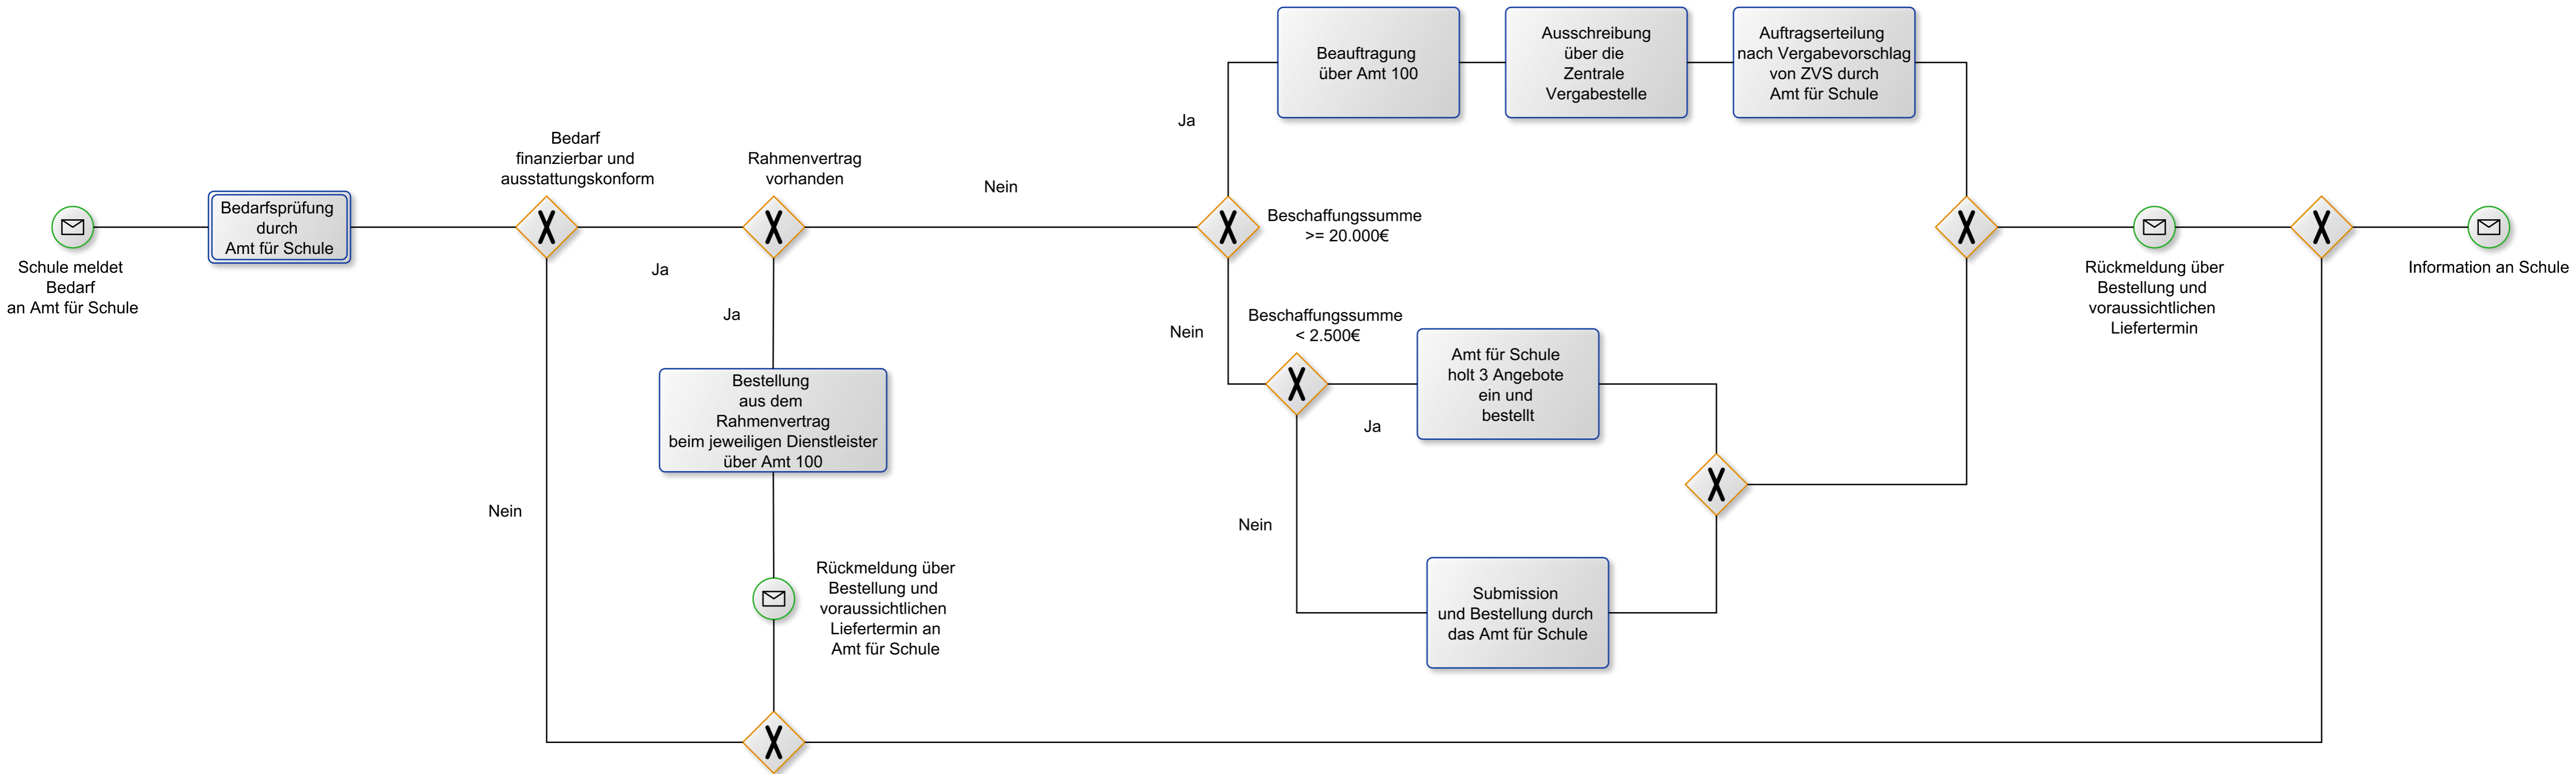 Schule meldet
Bedarf
an Amt für Schule
Bedarfsprüfung
durch
Amt für Schule
Bedarf
finanzierbar und
ausstattungskonform
Ja
Nein
Rahmenvertrag
vorhanden
Ja
Nein
Bestellung
aus dem
Rahmenvertrag
beim jeweiligen Dienstleister
über Amt 100
Rückmeldung über
Bestellung und
voraussichtlichen
Liefertermin an
Amt für Schule
Beschaffungssumme
>= 20.000€
Ja
Nein
Beauftragung
über Amt 100
Ausschreibung
über die
Zentrale
Vergabestelle
Auftragserteilung
nach Vergabevorschlag
von ZVS durch
Amt für Schule
Beschaffungssumme
< 2.500€
Ja
Nein
Amt für Schule
holt 3 Angebote
ein und
bestellt
Submission
und Bestellung durch
das Amt für Schule
Rückmeldung über
Bestellung und
voraussichtlichen
Liefertermin
Information an Schule